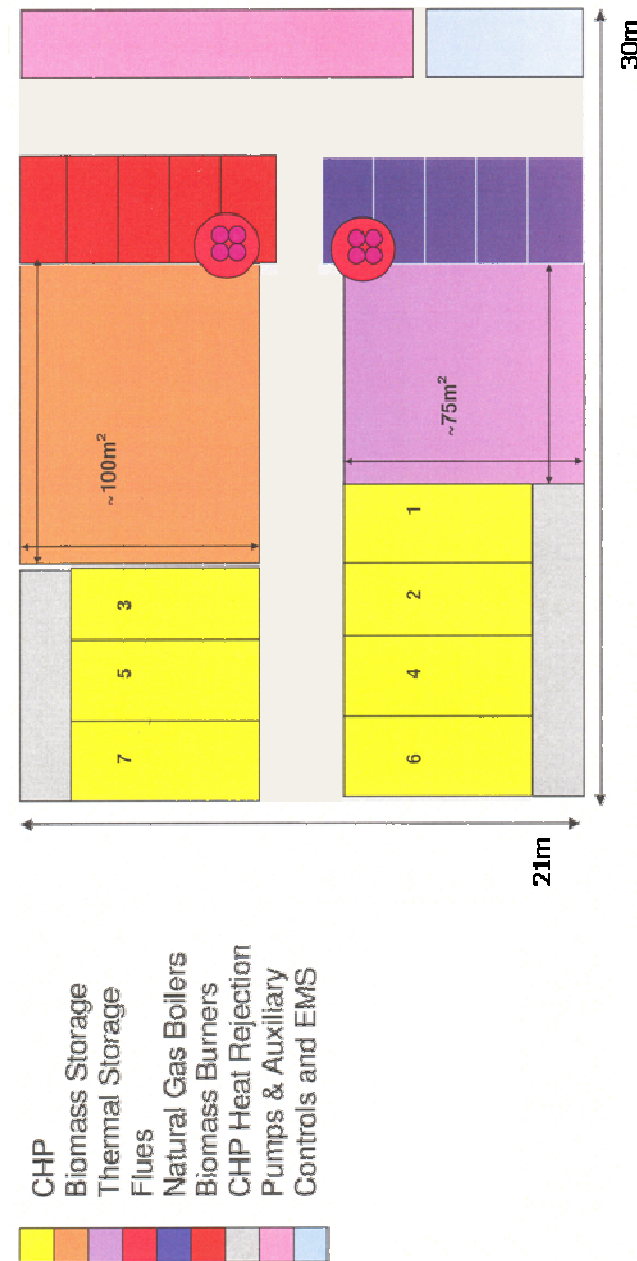 30m
~100m²
~75m²
3
5
7
1
2
4
6
21m
CHP
Biomass Storage
Thermal Storage
Flues
Natural Gas Boilers
Biomass Burners
CHP Heat Rejection
Pumps & Auxiliary
Controls and EMS